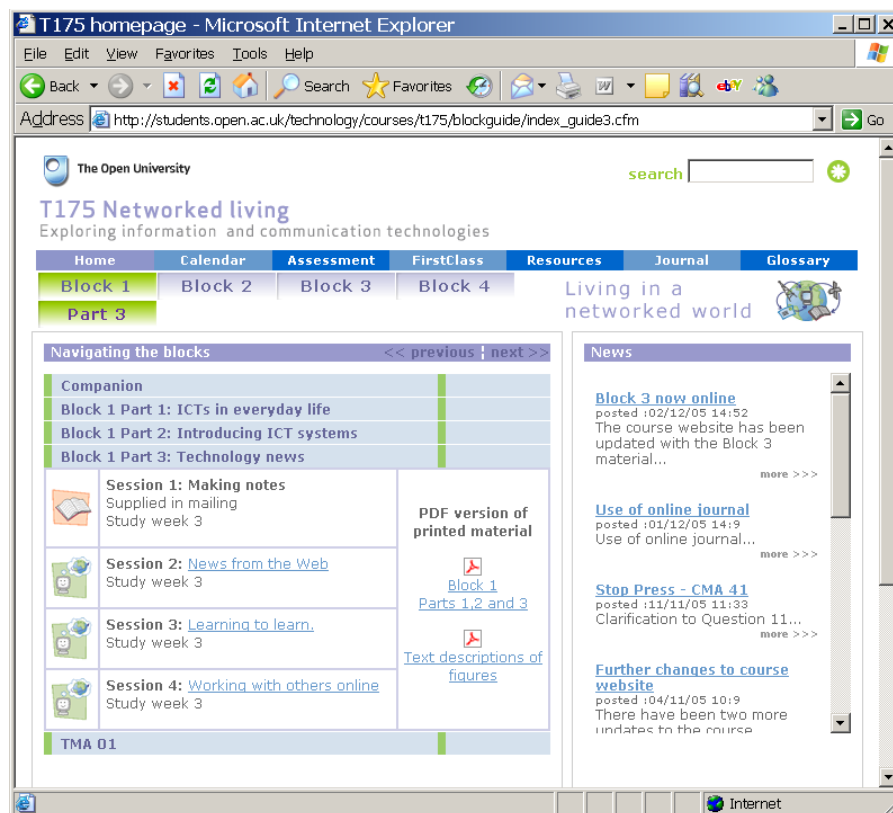 T175 homepage - Microsoft Internet Explorer
File Edit View Favorites Tools Help
Back Search Favorites
Address http://students.open.ac.uk/technology/courses/t175/blockguide/index_guide3.cfm Go
The Open University
search
T175 Networked living
Exploring information and communication technologies
Home Calendar Assessment FirstClass Resources Journal Glossary
Block 1 Block 2 Block 3 Block 4
Part 3
Living in a
networked world
Navigating the blocks << previous ¦ next >>
Companion
Block 1 Part 1: ICTs in everyday life
Block 1 Part 2: Introducing ICT systems
Block 1 Part 3: Technology news
Session 1: Making notes
Supplied in mailing
Study week 3
Session 2: News from the Web
Study week 3
Session 3: Learning to learn.
Study week 3
Session 4: Working with others online
Study week 3
PDF version of
printed material
Block 1
Parts 1,2 and 3
Text descriptions of
figures
TMA 01
News
Block 3 now online
posted :02/12/05 14:52
The course website has been
updated with the Block 3
material...
more >>>
Use of online journal
posted :01/12/05 14:9
Use of online journal...
more >>>
Stop Press - CMA 41
posted :11/11/05 11:33
Clarification to Question 11...
more >>>
Further changes to course
website
posted :04/11/05 10:9
There have been two more
updates to the course
Internet